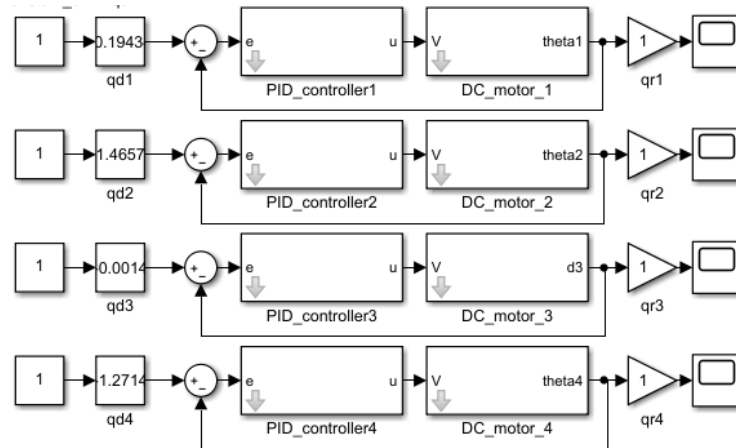 1 0.1943 +_ e u V theta1 1
qd1 PID_controller1 DC_motor_1 qr1
1 1.4657 +_ e u V theta2 1
qd2 PID_controller2 DC_motor_2 qr2
1 -0.0014 +_ e u V d3 1
qd3 PID_controller3 DC_motor_3 qr3
1 -1.2714 +_ e u V theta4 1
qd4 PID_controller4 DC_motor_4 qr4